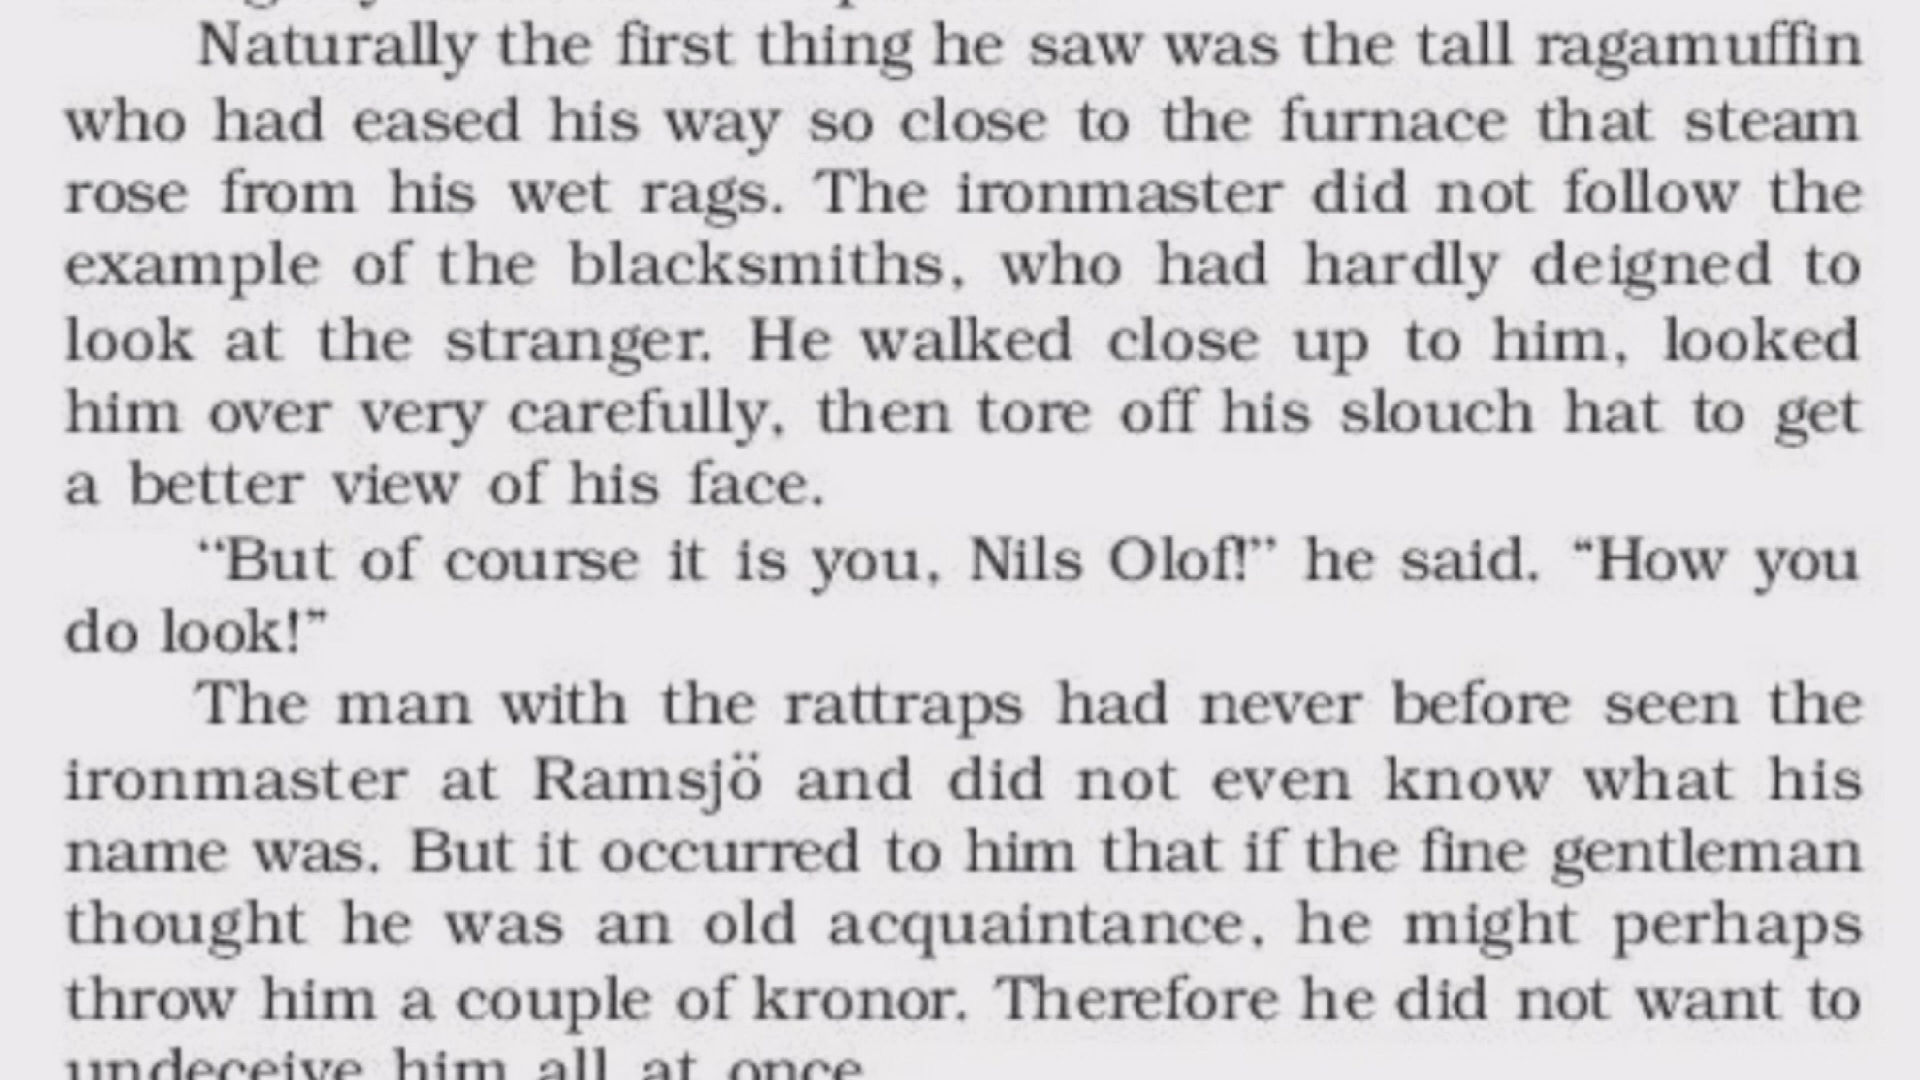 Naturally the first thing he saw was the tall ragamuffin
who had eased his way so close to the furnace that steam
rose from his wet rags. The ironmaster did not follow the
example of the blacksmiths, who had hardly deigned to
look at the stranger. He walked close up to him, looked
him over very carefully, then tore off his slouch hat to get
a better view of his face.
“But of course it is you, Nils Olof!” he said. “How you
do look!”
The man with the rattraps had never before seen the
ironmaster at Ramsjö and did not even know what his
name was. But it occurred to him that if the fine gentleman
thought he was an old acquaintance, he might perhaps
throw him a couple of kronor. Therefore he did not want to
undeceive him all at once